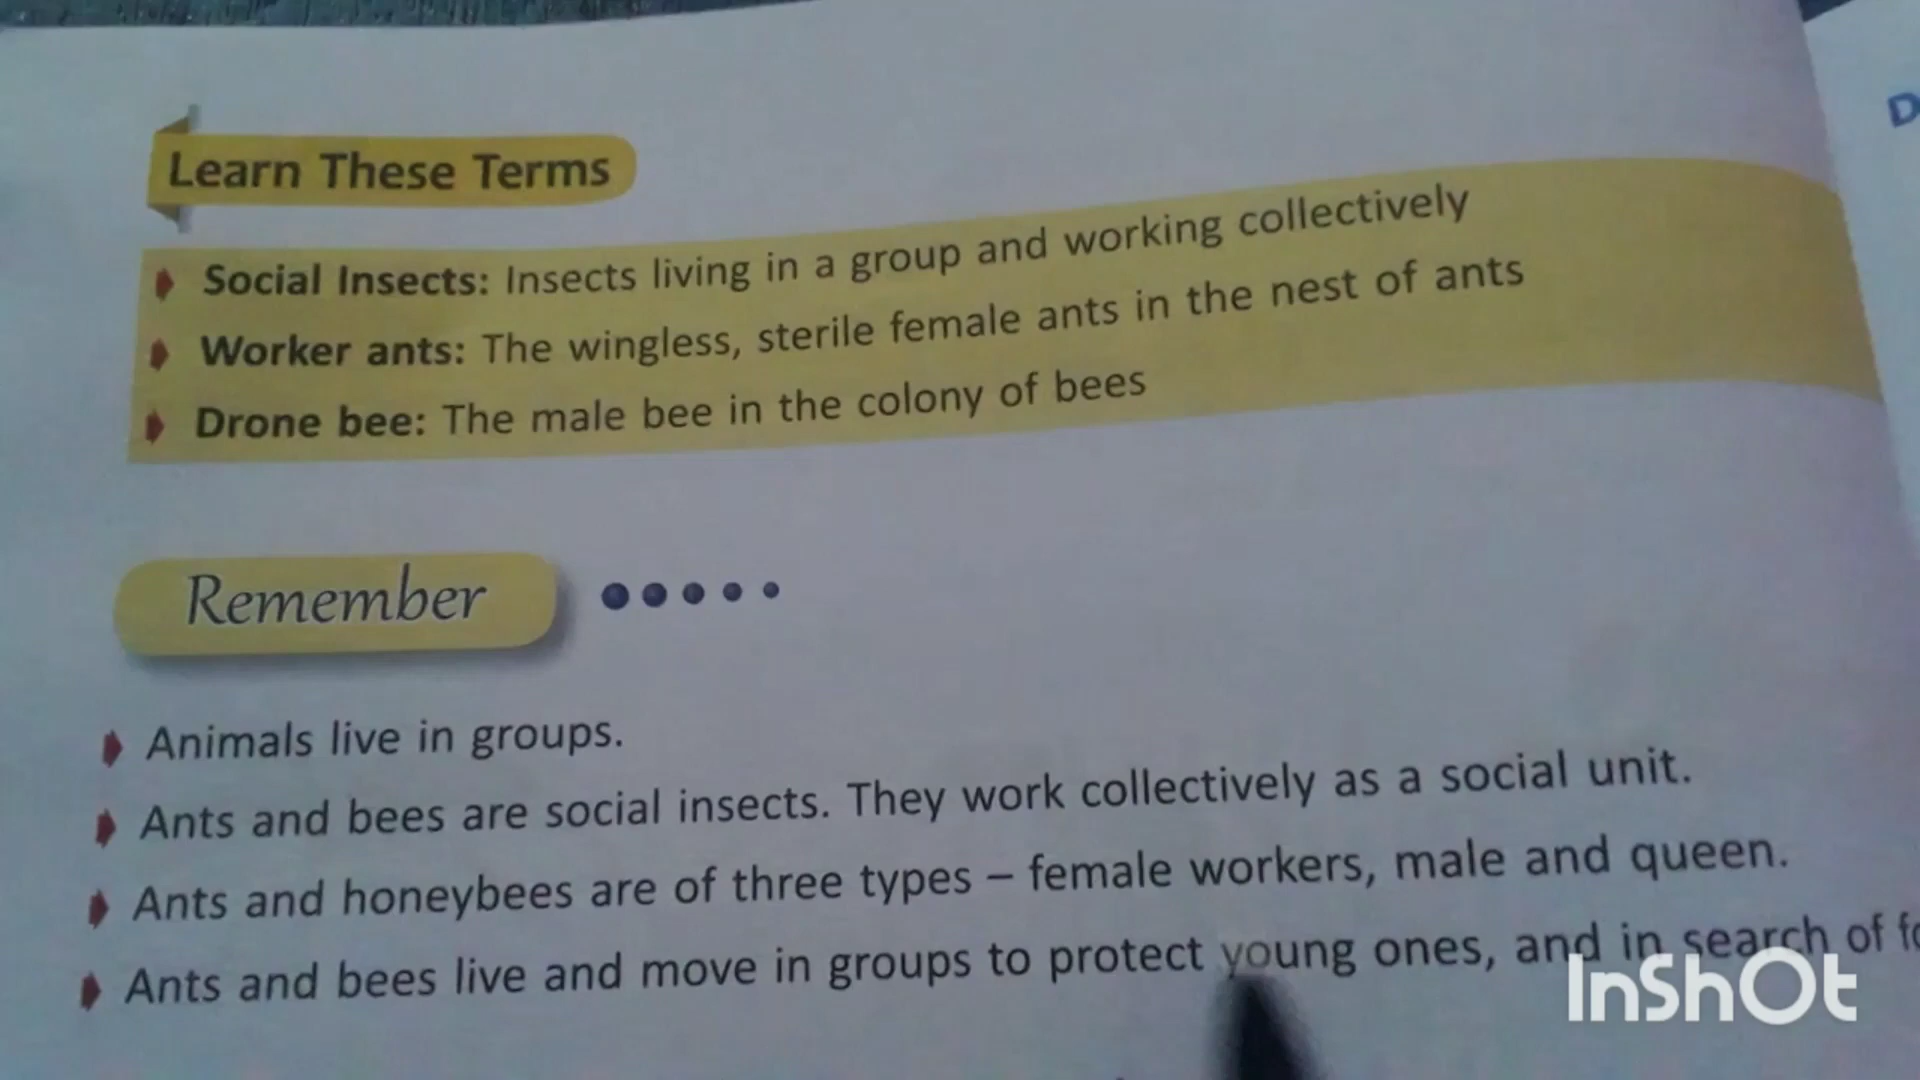 Learn These Terms
Social Insects: Insects living in a group and working collectively
Worker ants: The wingless, sterile female ants in the nest of ants
Drone bee: The male bee in the colony of bees
Remember
Animals live in groups.
Ants and bees are social insects. They work collectively as a social unit.
Ants and honeybees are of three types – female workers, male and queen.
Ants and bees live and move in groups to protect young ones, and in search of
InShOt
D